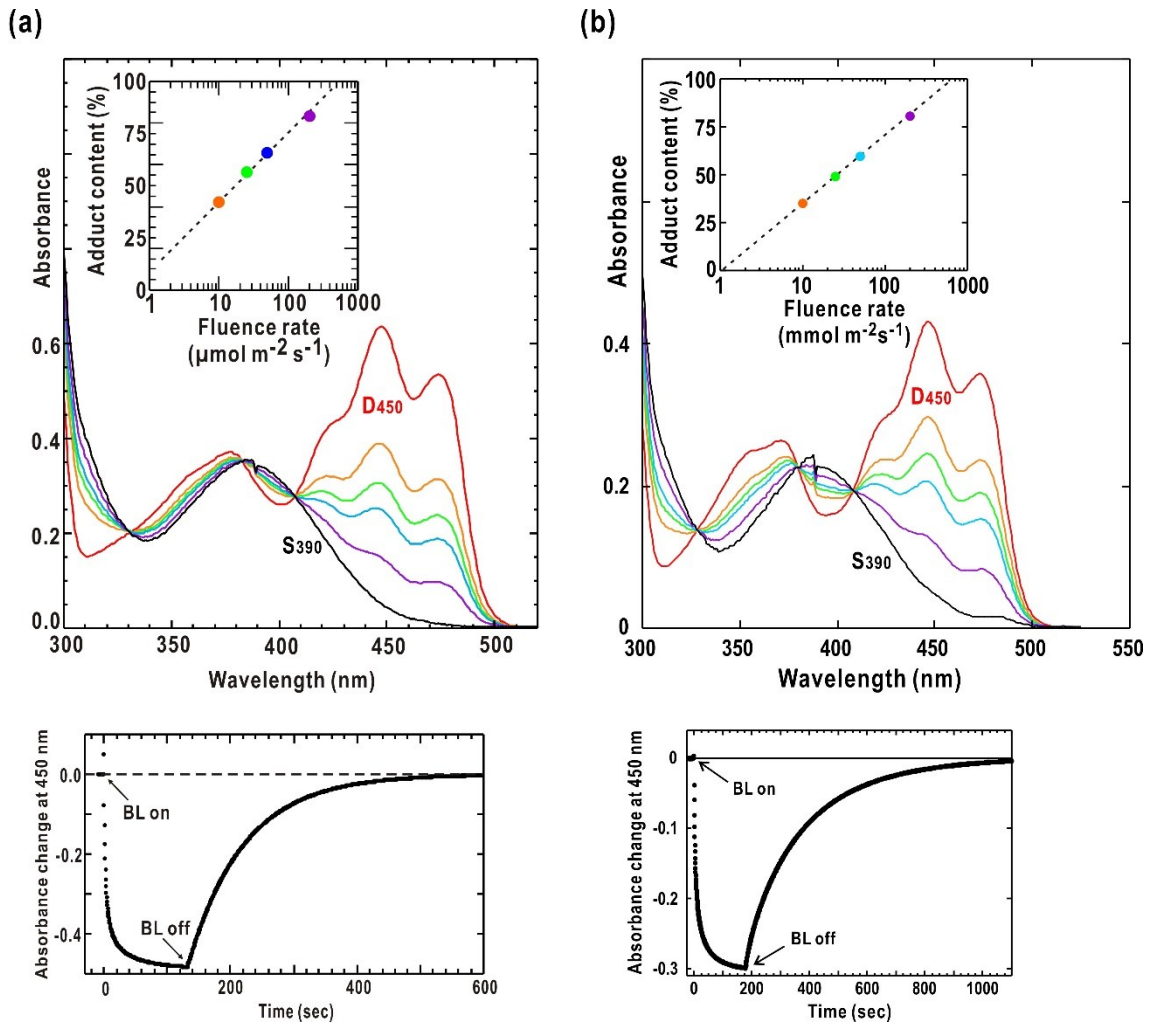 (a)
Absorbance
0.6
0.4
0.2
0.0
300
350
400
450
500
Wavelength (nm)
D450
S390
Adduct content (%)
100
75
50
25
0
1
10
100
1000
Fluence rate
(μmol m-2 s-1)
Absorbance change at 450 nm
0.0
-0.2
-0.4
BL on
BL off
0
200
400
600
Time (sec)
(b)
Absorbance
0.4
0.2
0
300
350
400
450
500
550
Wavelength (nm)
D450
S390
Adduct content (%)
100
75
50
25
0
1
10
100
1000
Fluence rate
(mmol m-2s-1)
Absorbance change at 450 nm
0
-0.1
-0.2
-0.3
BL on
BL off
0
200
400
600
800
1000
Time (sec)